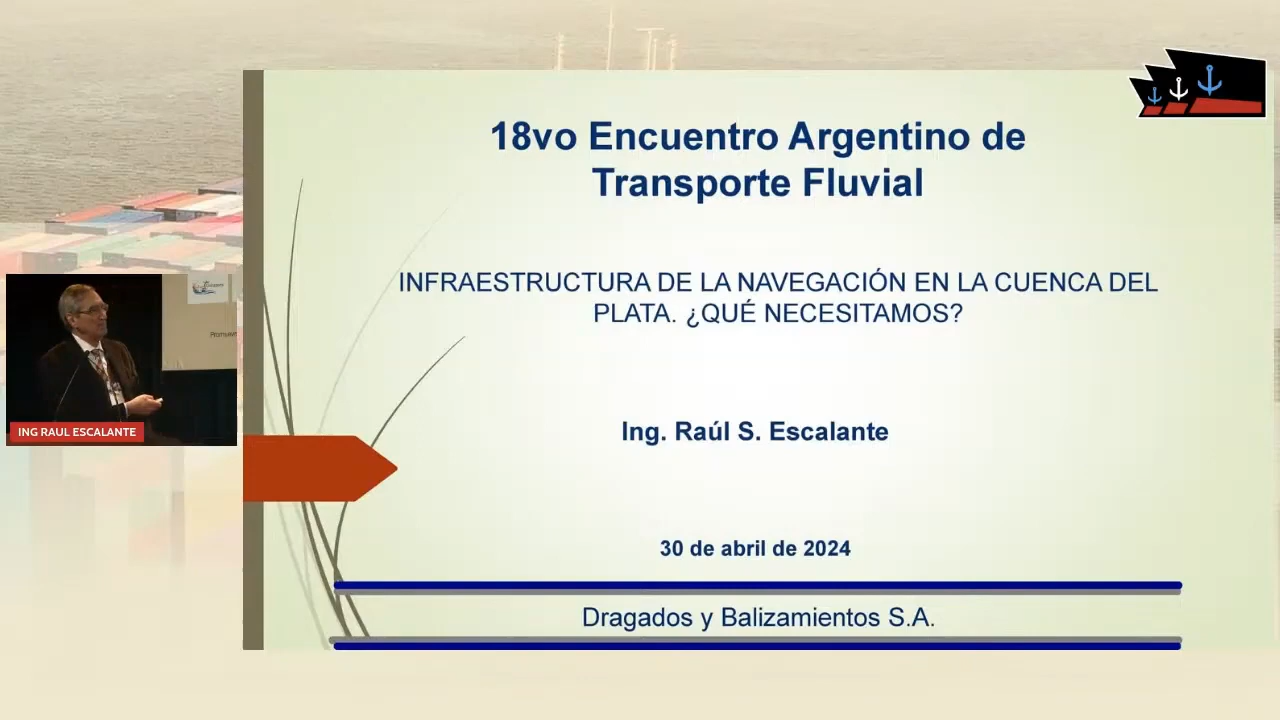 18vo Encuentro Argentino de
Transporte Fluvial
INFRAESTRUCTURA DE LA NAVEGACIÓN EN LA CUENCA DEL
PLATA. ¿QUÉ NECESITAMOS?
Ing. Raúl S. Escalante
30 de abril de 2024
Dragados y Balizamientos S.A.
ING RAUL ESCALANTE